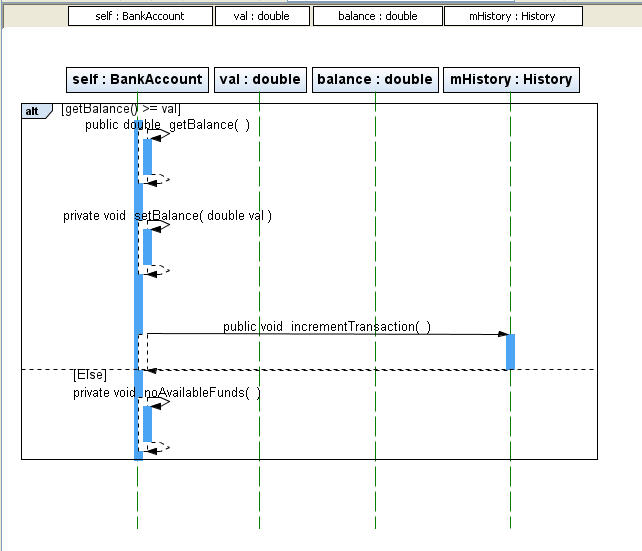 self : BankAccount val : double balance : double mHistory : History
self : BankAccount val : double balance : double mHistory : History
alt [getBalance() >= val]
public double getBalance( )
private void setBalance( double val )
public void incrementTransaction( )
[Else]
private void noAvailableFunds( )